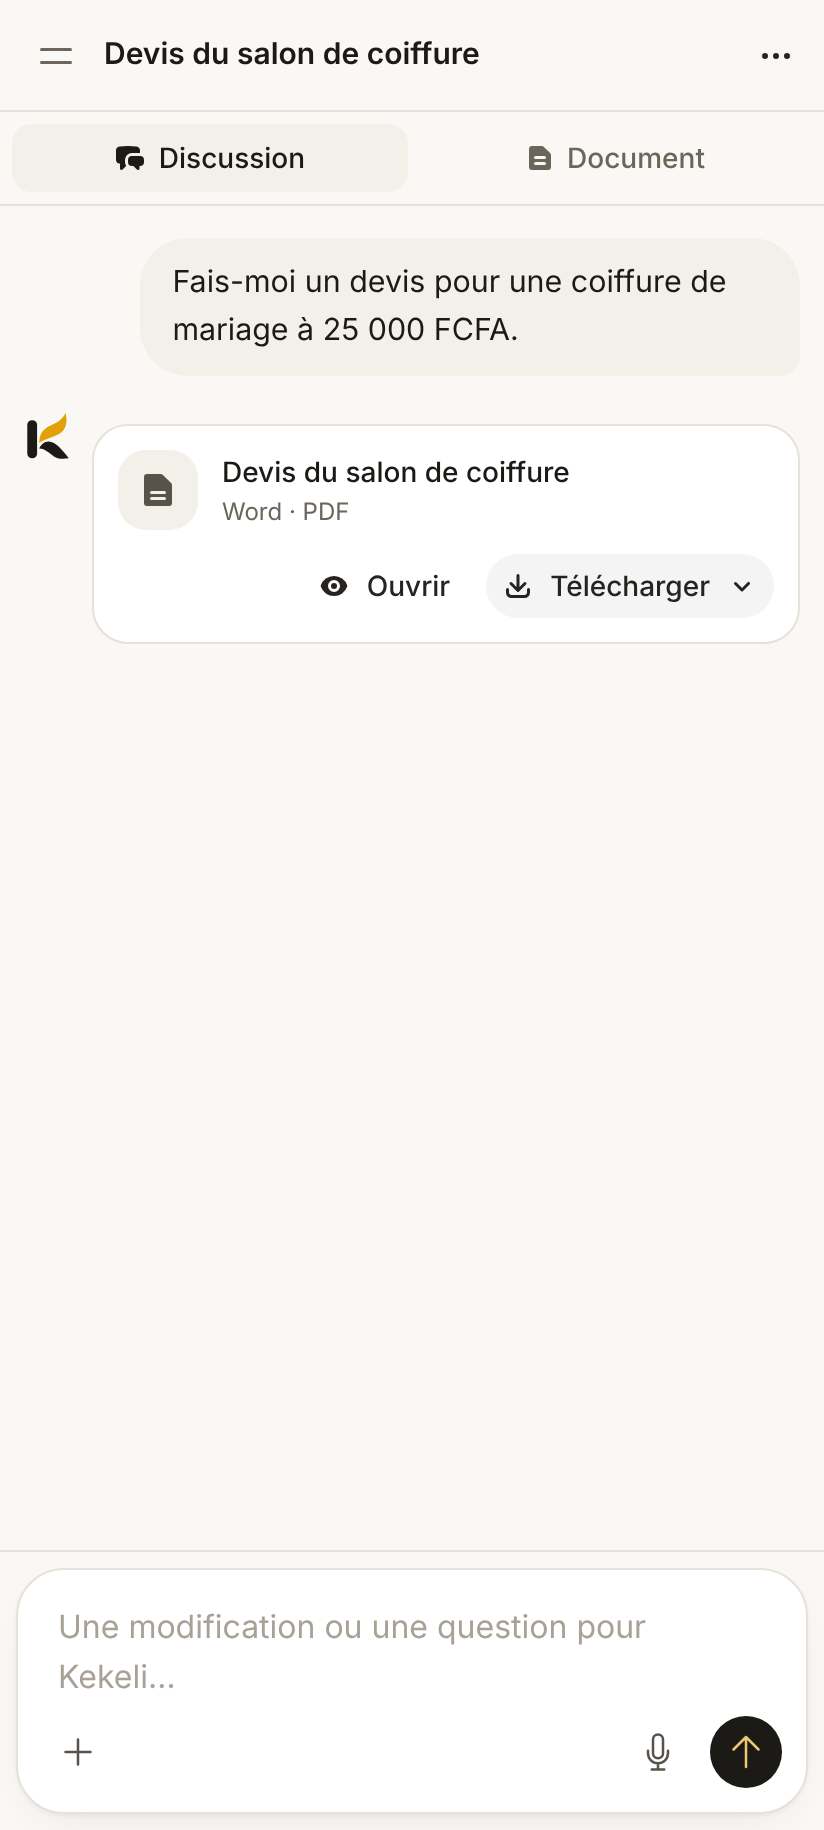 Devis du salon de coiffure
Discussion
Document
Fais-moi un devis pour une coiffure de
mariage à 25 000 FCFA.
Devis du salon de coiffure
Word · PDF
Ouvrir
Télécharger
Une modification ou une question pour
Kekeli...